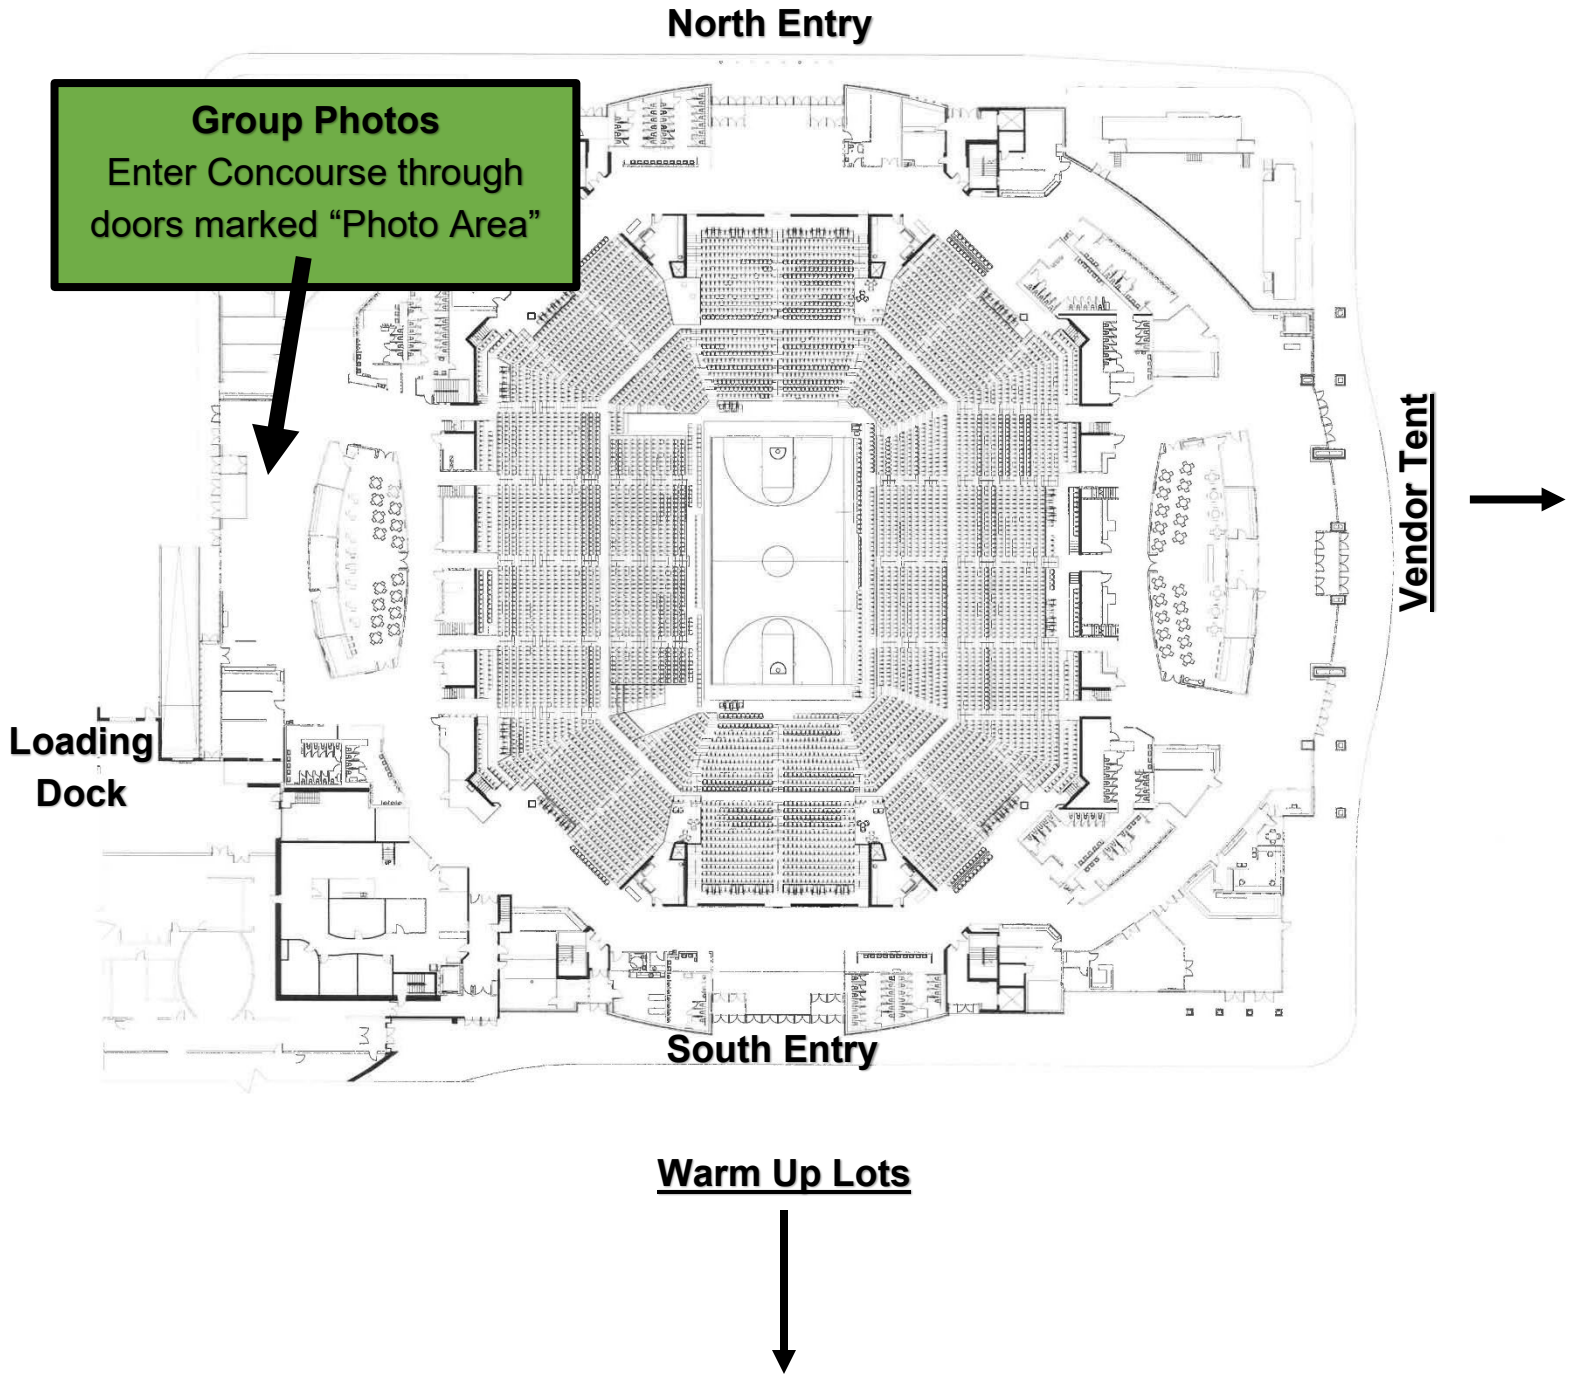 North Entry
Group Photos
Enter Concourse through
doors marked “Photo Area”
Vendor Tent
Loading
Dock
South Entry
Warm Up Lots